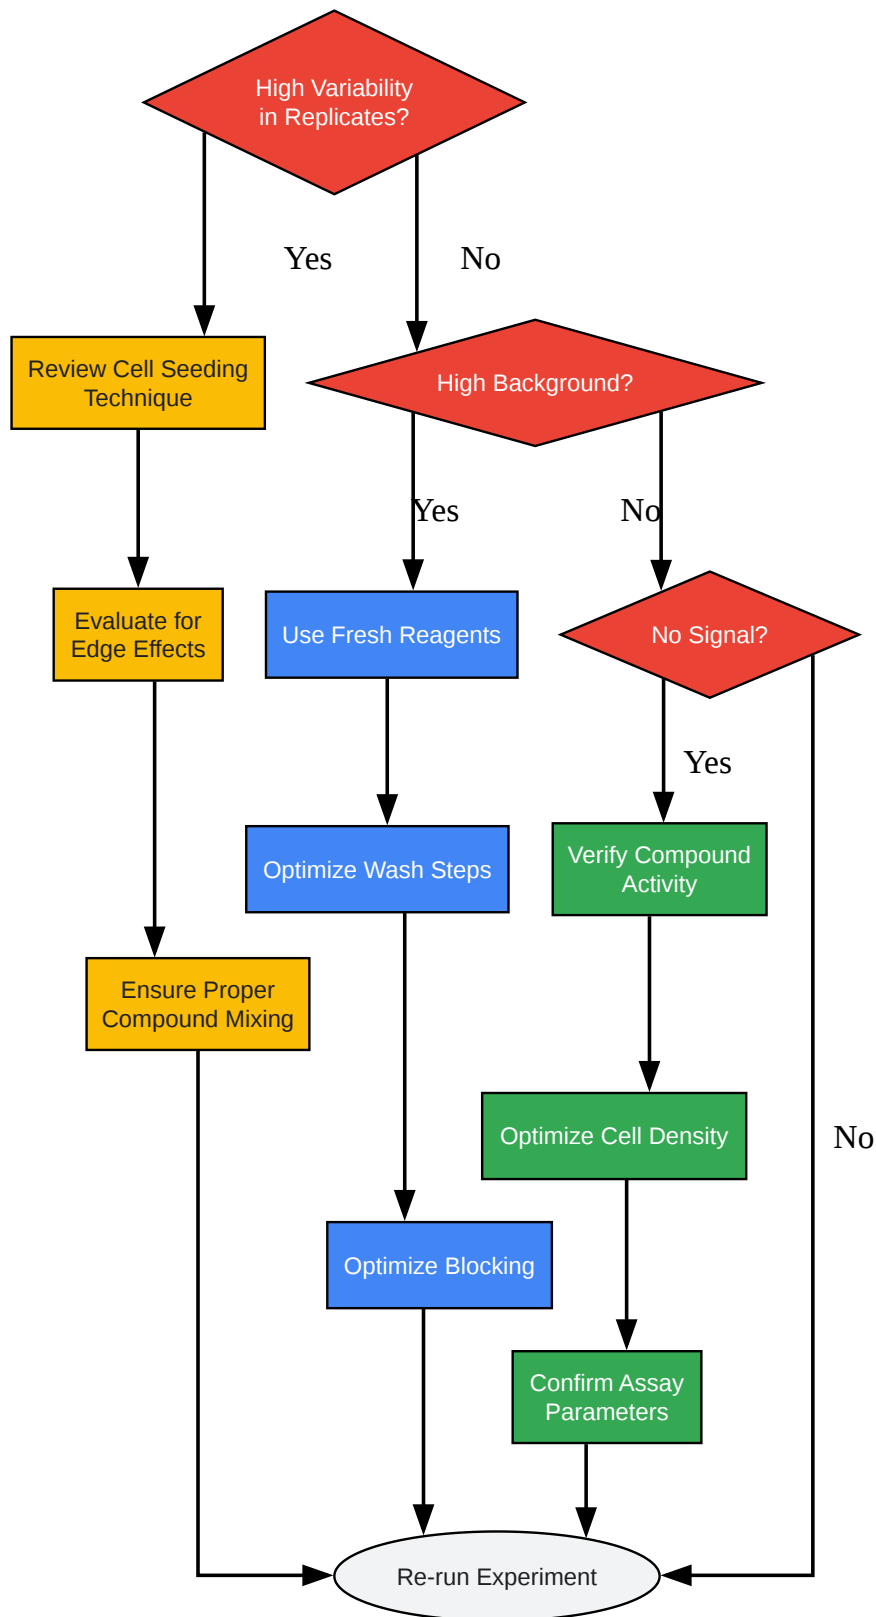 High Variability
in Replicates?
Yes
No
Review Cell Seeding
Technique
High Background?
Yes
No
Evaluate for
Edge Effects
Use Fresh Reagents
No Signal?
Yes
Optimize Wash Steps
Verify Compound
Activity
Ensure Proper
Compound Mixing
Optimize Cell Density
No
Optimize Blocking
Confirm Assay
Parameters
Re-run Experiment